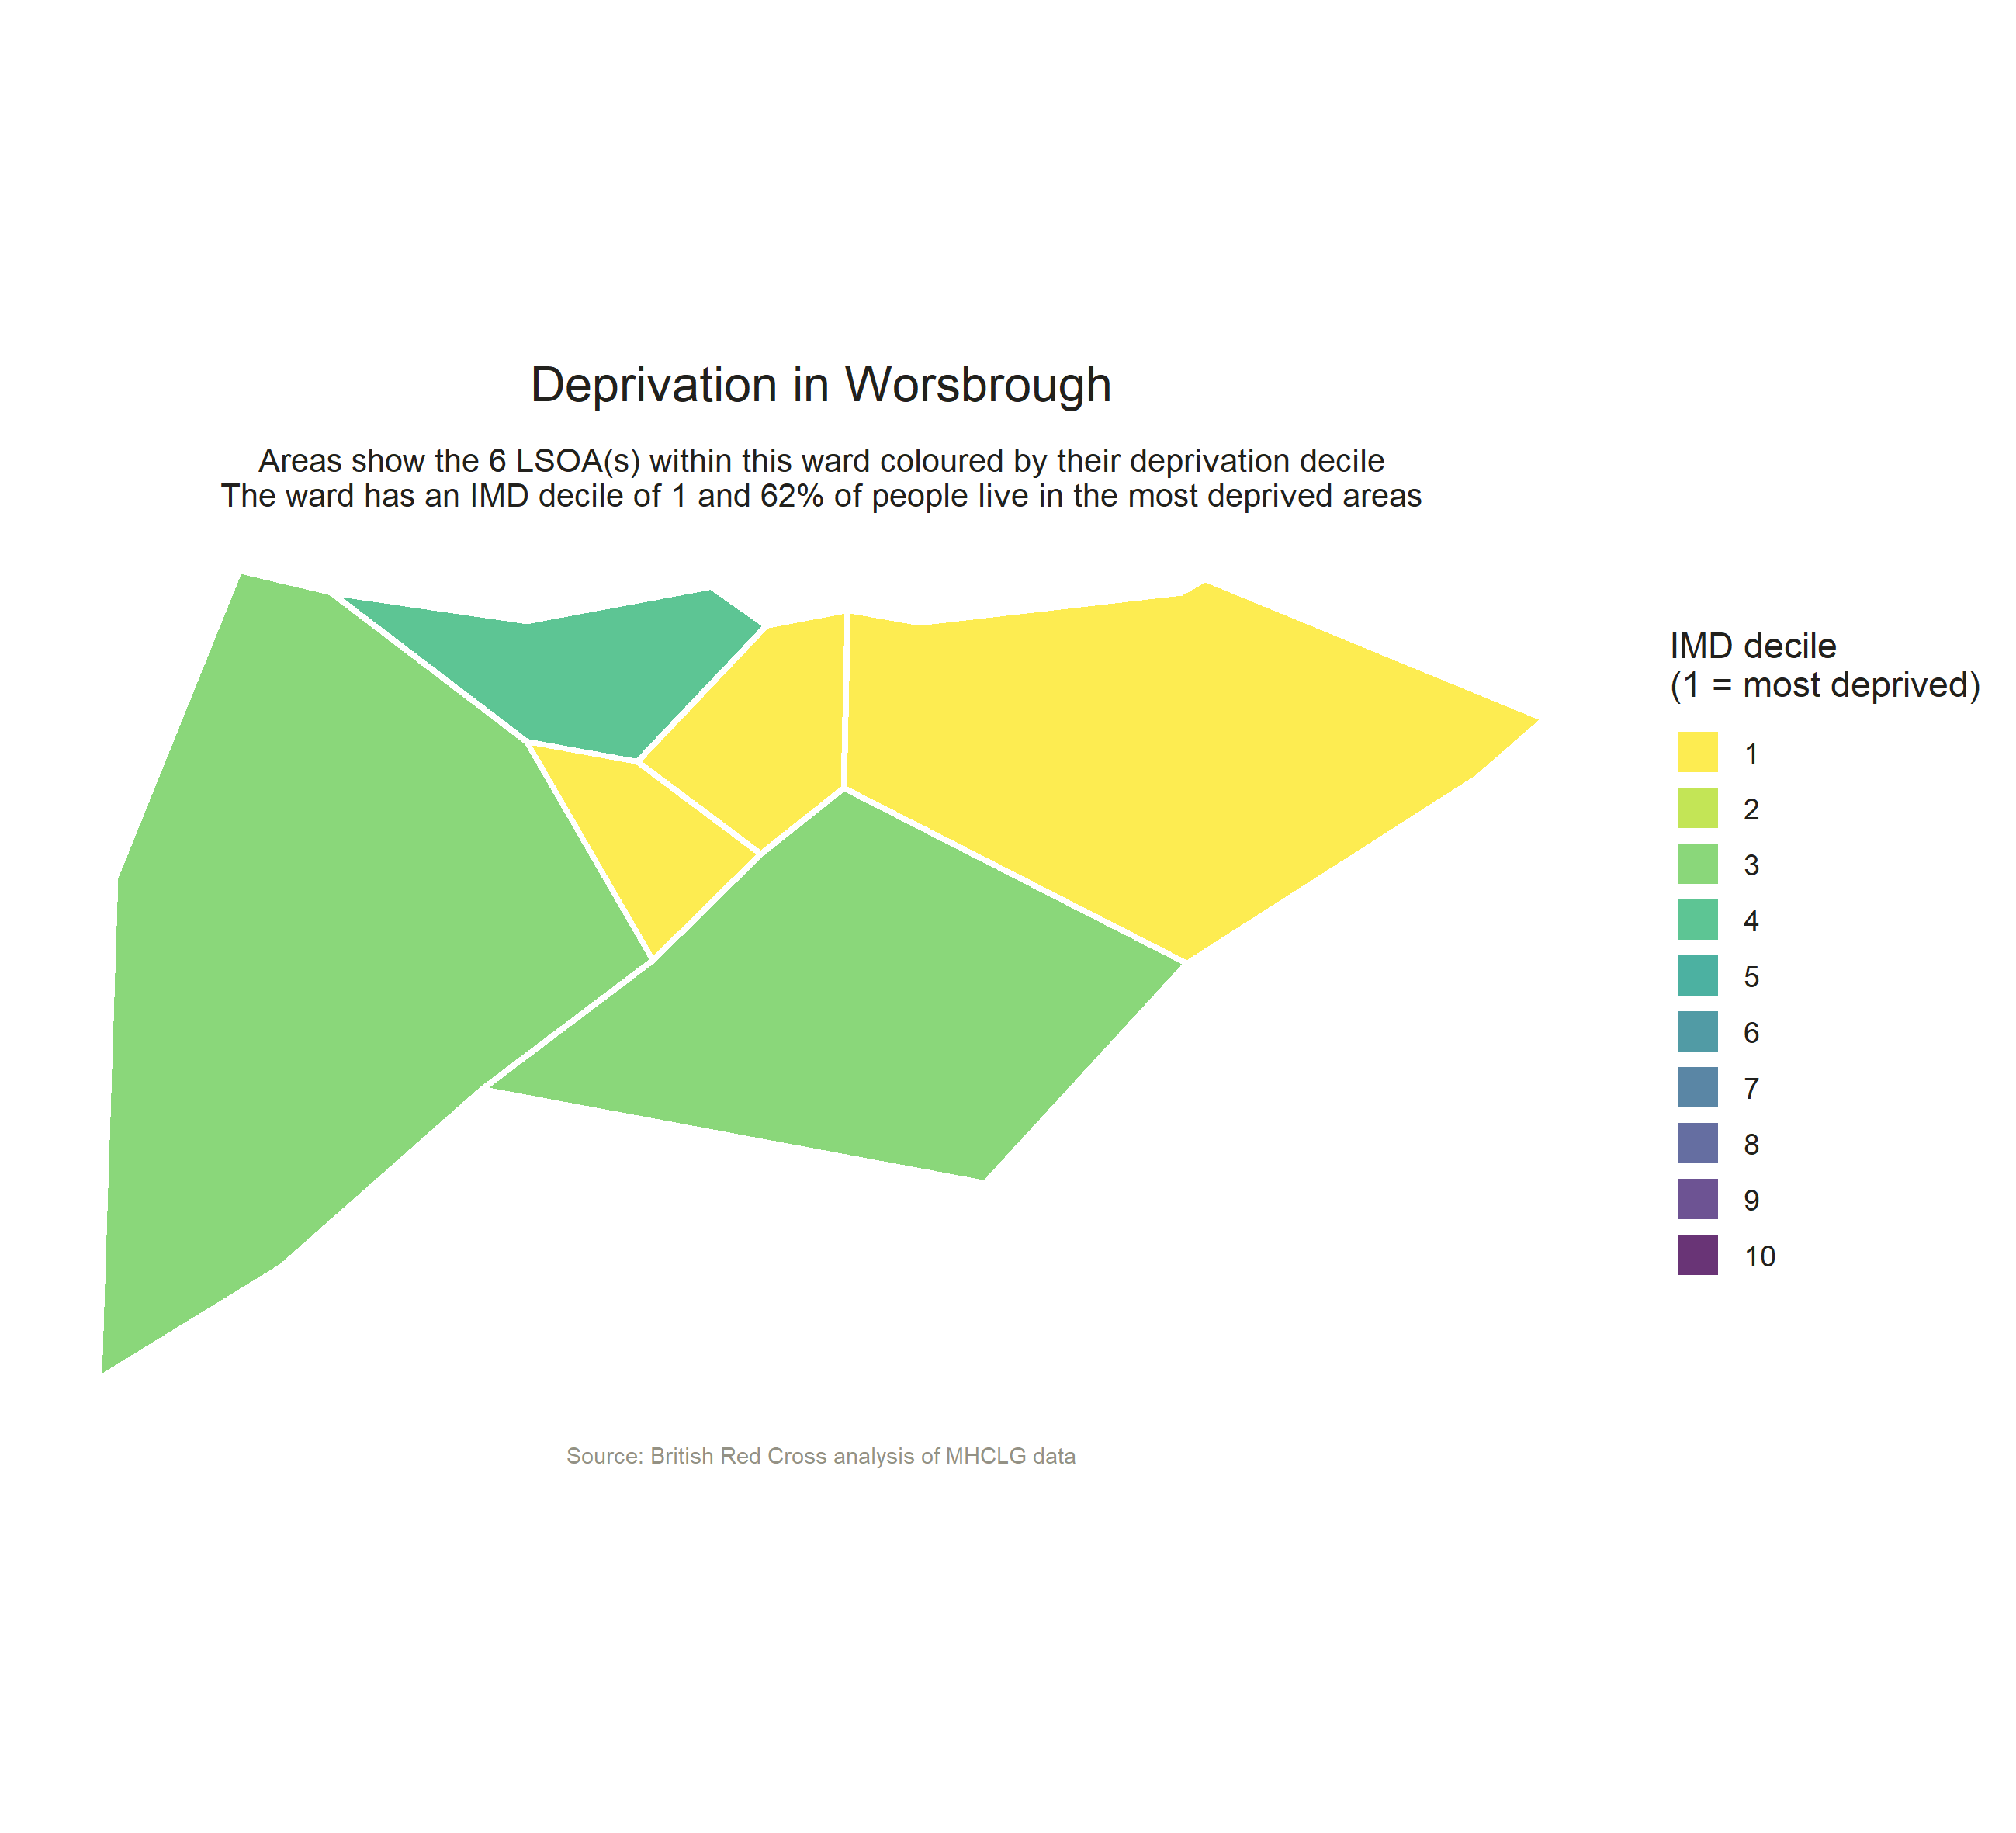 Deprivation in Worsbrough
Areas show the 6 LSOA(s) within this ward coloured by their deprivation decile
The ward has an IMD decile of 1 and 62% of people live in the most deprived areas
IMD decile
(1 = most deprived)
1
2
3
4
5
6
7
8
9
10
Source: British Red Cross analysis of MHCLG data